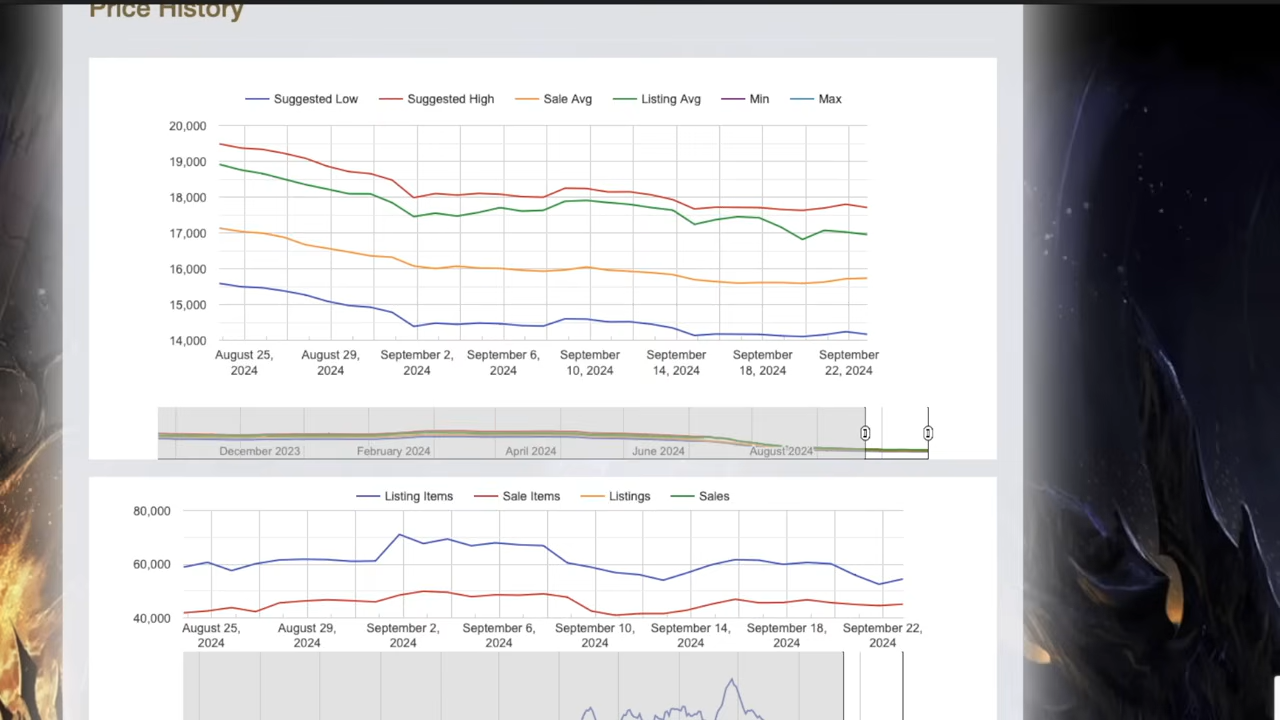 Price History
Suggested Low Suggested High Sale Avg Listing Avg Min Max
20,000
19,000
18,000
17,000
16,000
15,000
14,000
August 25, August 29, September 2, September 6, September September September September
2024 2024 2024 2024 10, 2024 14, 2024 18, 2024 22, 2024
December 2023 February 2024 April 2024 June 2024 August 2024
Listing Items Sale Items Listings Sales
80,000
60,000
40,000
August 25, August 29, September 2, September 6, September 10, September 14, September 18, September 22,
2024 2024 2024 2024 2024 2024 2024 2024